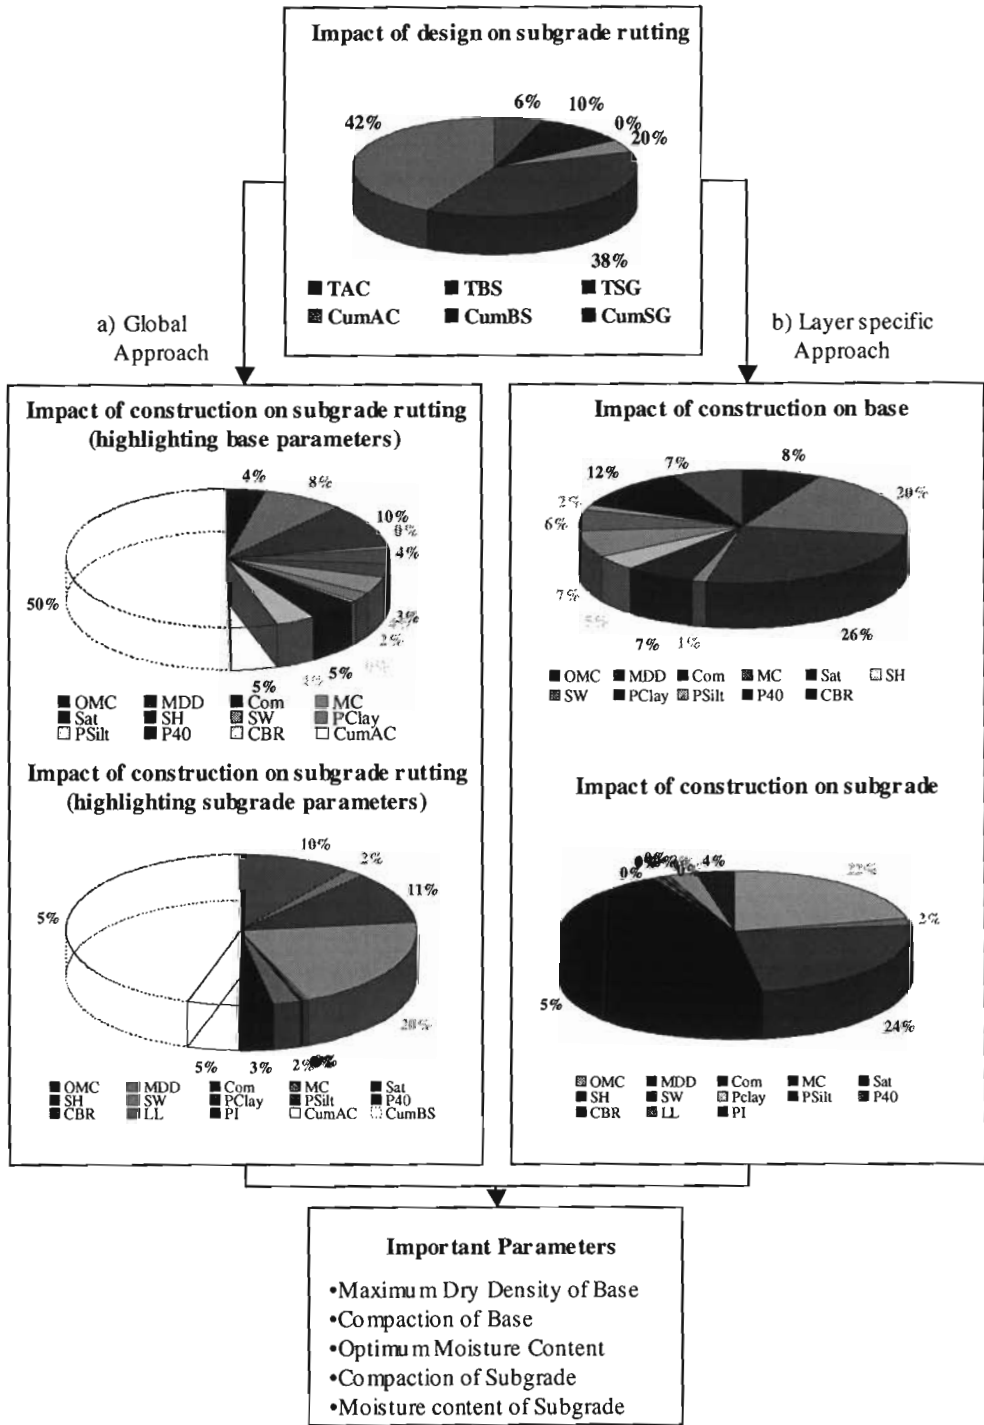 Impact of design on subgrade rutting
42%
6%
10%
0%
20%
38%
TAC TBS TSG
CumAC CumBS CumSG
a) Global
Approach
b) Layer specific
Approach
Impact of construction on subgrade rutting
(highlighting base parameters)
4%
8%
10%
0%
4%
50%
2%
5%
5%
OMC MDD Com MC
Sat SH SW PClay
PSilt P40 CBR CumAC
Impact of construction on subgrade rutting
(highlighting subgrade parameters)
10%
2%
11%
5%
20%
5% 3% 2%
OMC MDD Com MC Sat
SH SW PClay PSilt P40
CBR LL PI CumAC CumBS
Impact of construction on base
12%
7%
8%
20%
2%
6%
7%
7%
1%
26%
OMC MDD Com MC Sat SH
SW PClay PSilt P40 CBR
Impact of construction on subgrade
0%
0%
4%
22%
2%
5%
24%
OMC MDD Com MC Sat
SH SW Pclay PSilt P40
CBR LL PI
Important Parameters
•Maximum Dry Density of Base
•Compaction of Base
•Optimum Moisture Content
•Compaction of Subgrade
•Moisture content of Subgrade